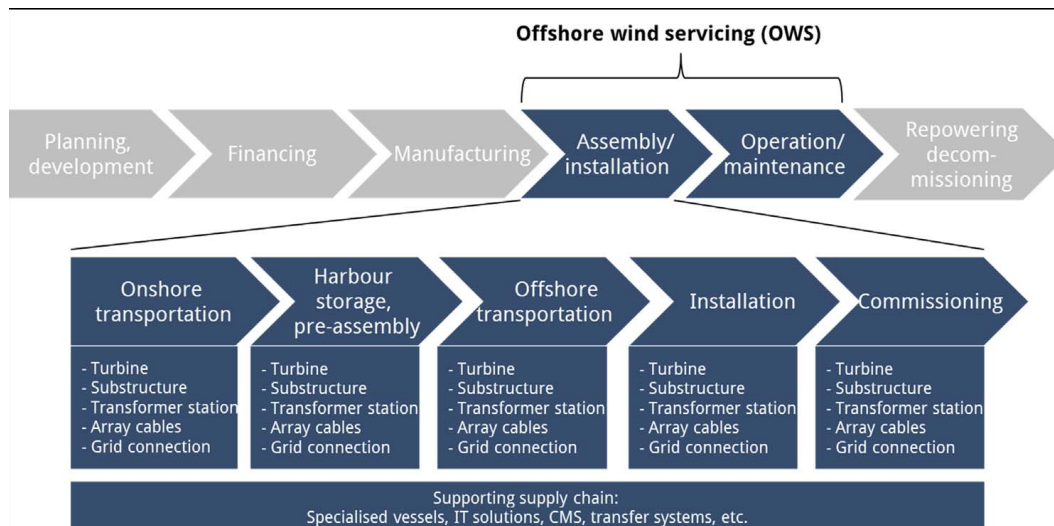 Offshore wind servicing (OWS)
Planning,
development
Financing
Manufacturing
Assembly/
installation
Operation/
maintenance
Repowering
decom-
missioning
Onshore
transportation
Harbour
storage,
pre-assembly
Offshore
transportation
Installation
Commissioning
- Turbine
- Substructure
- Transformer station
- Array cables
- Grid connection
- Turbine
- Substructure
- Transformer station
- Array cables
- Grid connection
- Turbine
- Substructure
- Transformer station
- Array cables
- Grid connection
- Turbine
- Substructure
- Transformer station
- Array cables
- Grid connection
- Turbine
- Substructure
- Transformer station
- Array cables
- Grid connection
Supporting supply chain:
Specialised vessels, IT solutions, CMS, transfer systems, etc.